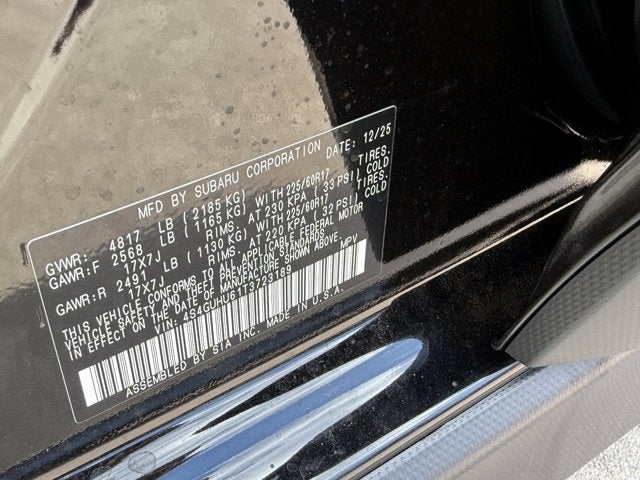 MFD BY SUBARU CORPORATION DATE: 12/25
GVWR: 4817 LB (2185 KG)
GAWR:F 2568 LB (1165 KG) WITH 225/60R17 TIRES.
17X7J RIMS. AT 230 KPA (33 PSI) COLD
GAWR:R 2491 LB (1130 KG) WITH 225/60R17 TIRES.
17X7J RIMS. AT 220 KPA (32 PSI) COLD
THIS VEHICLE CONFORMS TO ALL APPLICABLE FEDERAL MOTOR
VEHICLE SAFETY AND THEFT PREVENTION STANDARDS
IN EFFECT ON THE DATE OF MANUFACTURE SHOWN ABOVE.
VIN: 4S4GUHU61T3723189 MPV
ASSEMBLED BY SIA INC. MADE IN U.S.A.